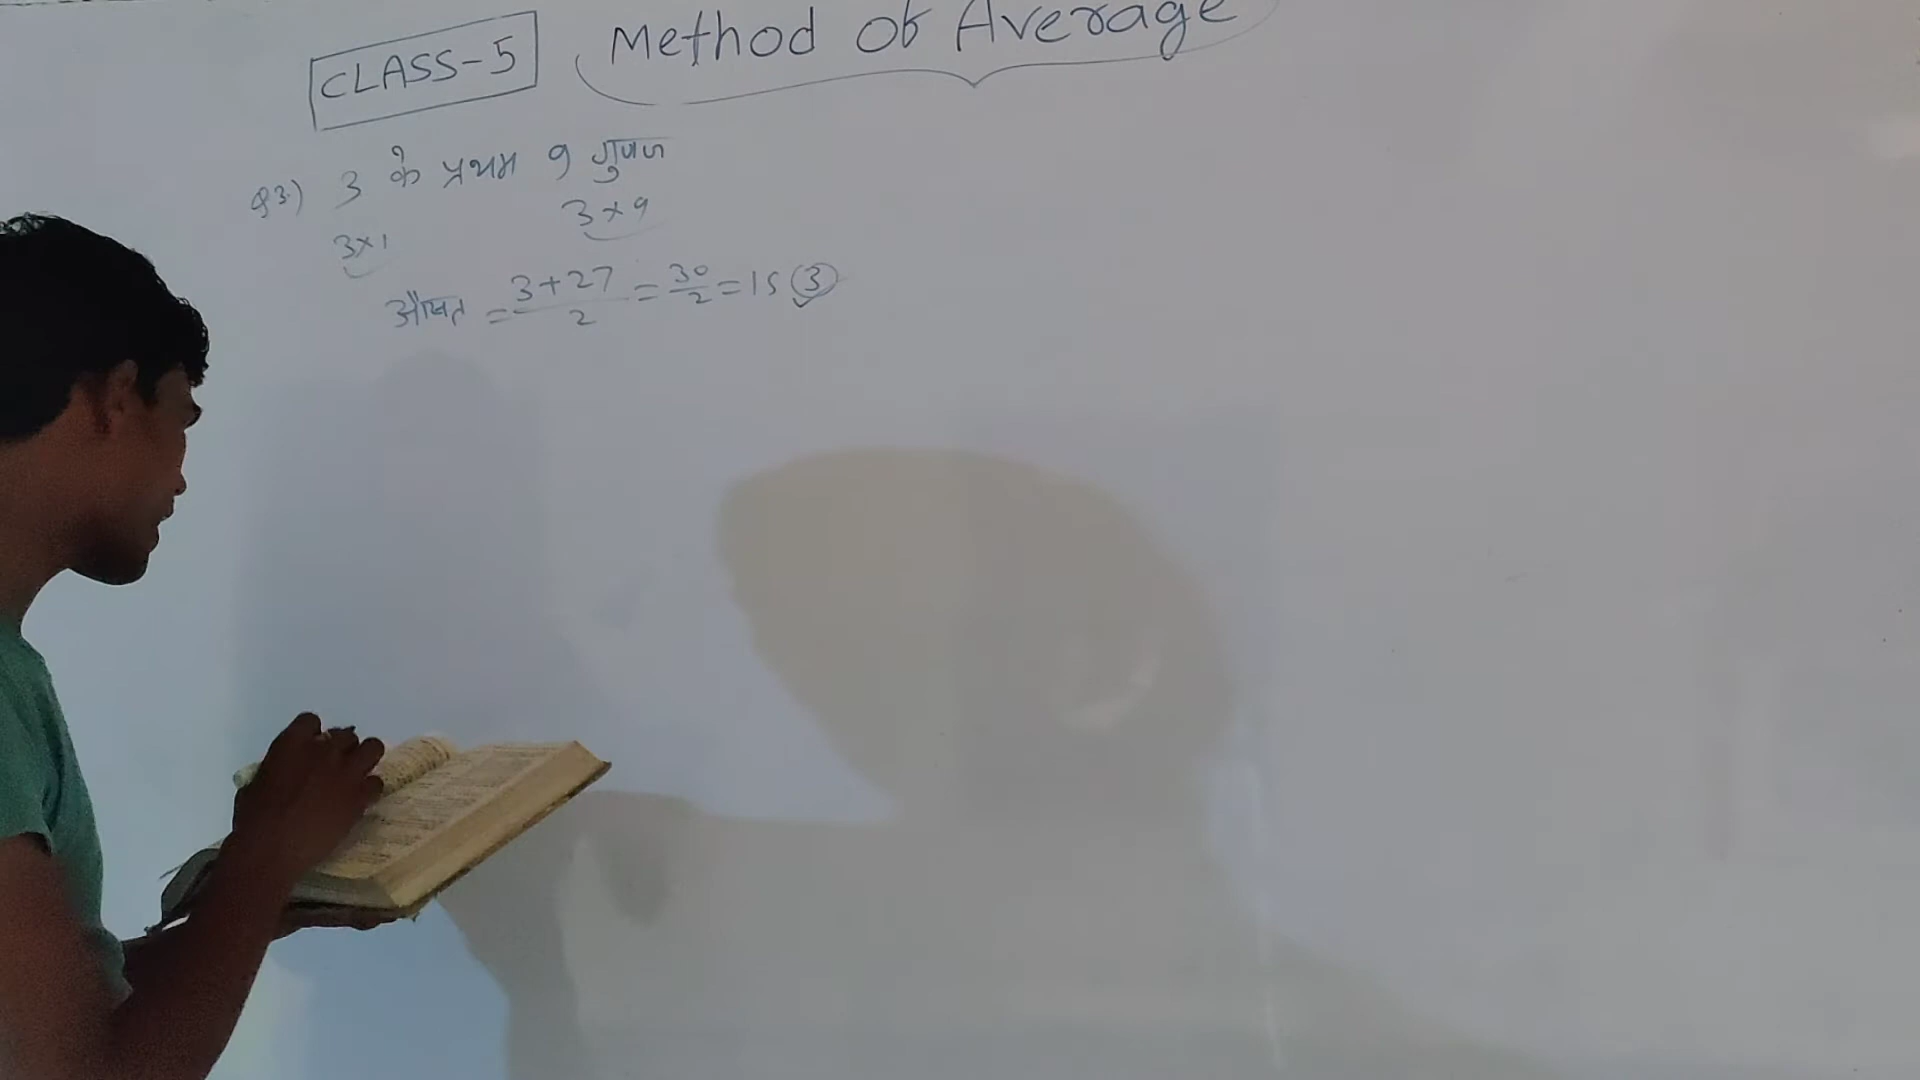 CLASS-5 Method of Average
Q3.) 3 के प्रथम 9 गुणज
3×1 3×9
औसत = 3+27/2 = 30/2 = 15 (3)